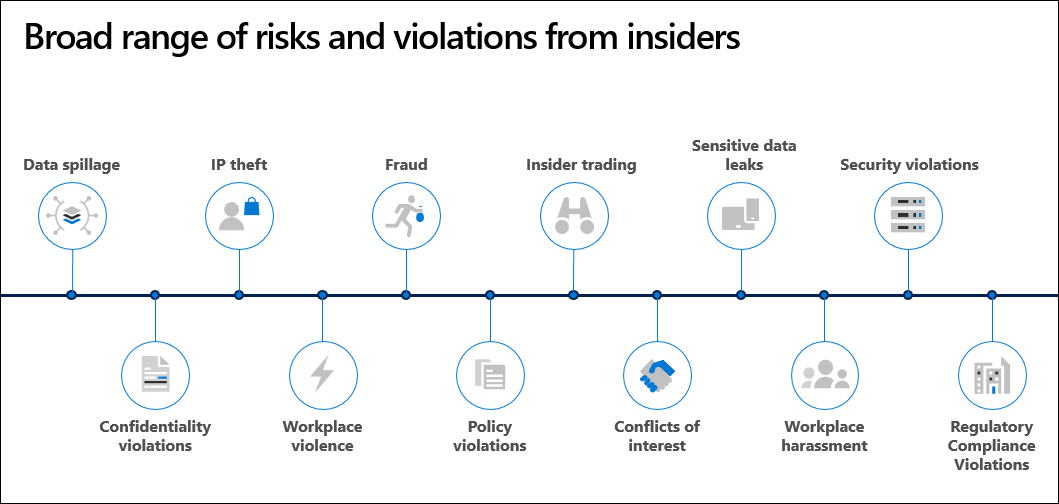 Broad range of risks and violations from insiders
Data spillage
IP theft
Fraud
Insider trading
Sensitive data
leaks
Security violations
Confidentiality
violations
Workplace
violence
Policy
violations
Conflicts of
interest
Workplace
harassment
Regulatory
Compliance
Violations